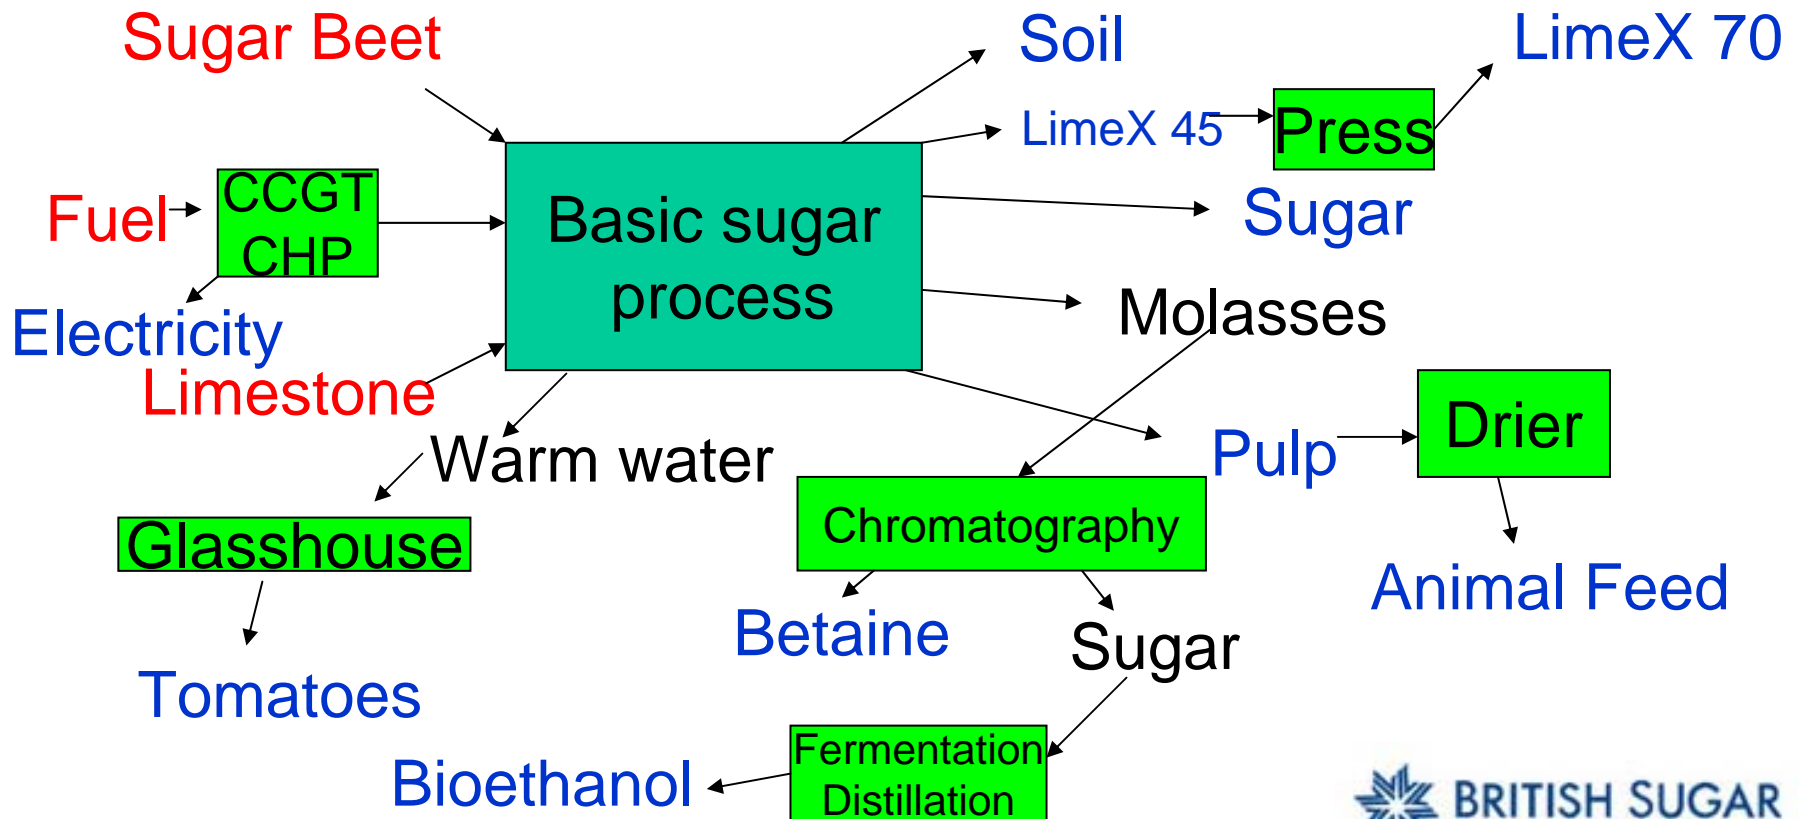 Sugar Beet
Soil
LimeX 70
LimeX 45
Press
Fuel
CCGT
CHP
Basic sugar
process
Sugar
Electricity
Molasses
Limestone
Warm water
Pulp
Drier
Glasshouse
Chromatography
Animal Feed
Betaine
Sugar
Tomatoes
Fermentation
Distillation
Bioethanol
BRITISH SUGAR